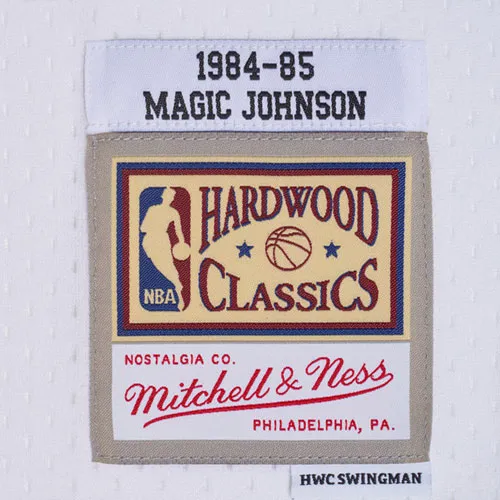 1984-85
MAGIC JOHNSON
HARDWOOD
CLASSICS
NBA
NOSTALGIA CO.
Mitchell & Ness
PHILADELPHIA, PA.
HWC SWINGMAN